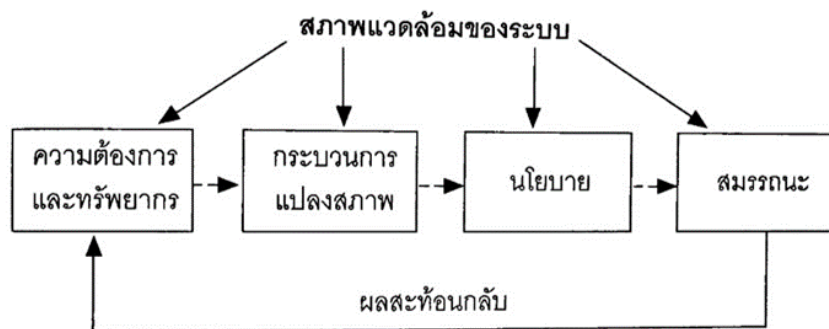 สภาพแวดล้อมของระบบ
ความต้องการ
และทรัพยากร
กระบวนการ
แปลงสภาพ
นโยบาย
สมรรถนะ
ผลสะท้อนกลับ